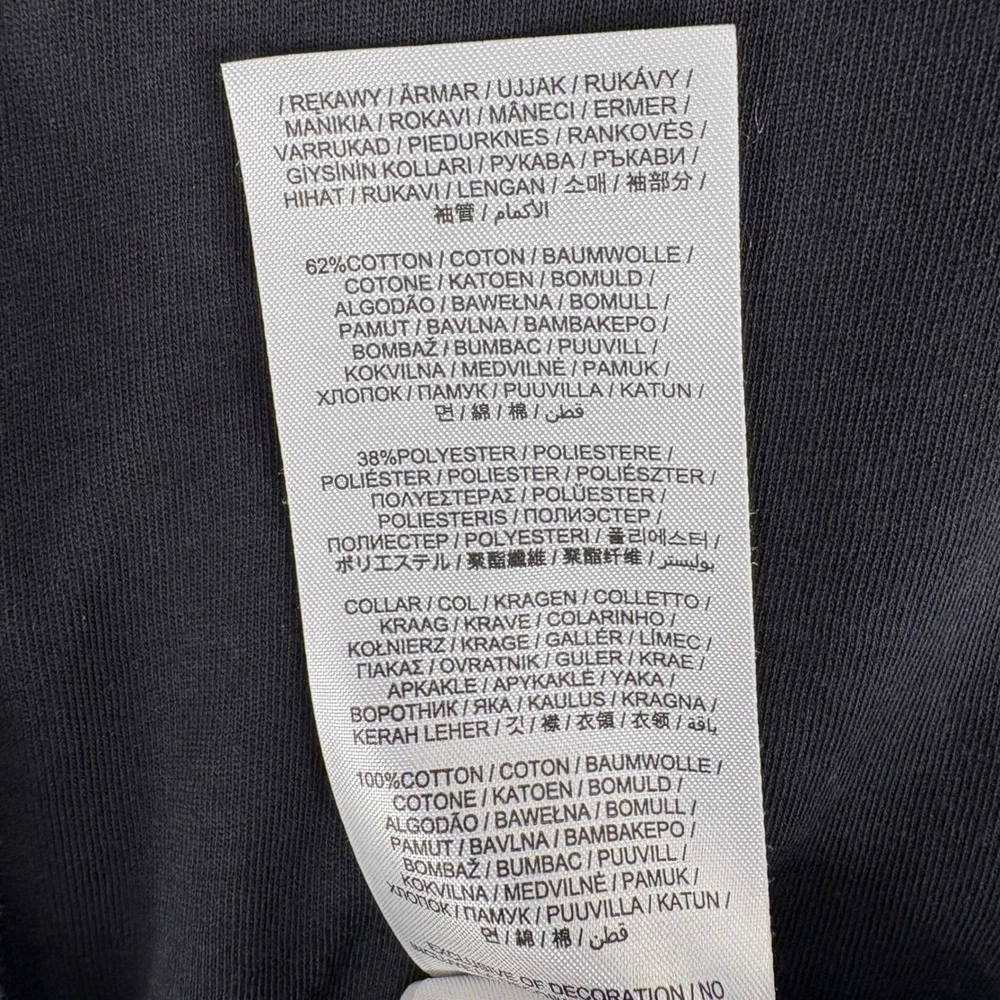 / RĘKAWY / ÄRMAR / UJJAK / RUKÁVY /
MANIKIA / ROKAVI / MÂNECI / ERMER /
VARRUKAD / PIEDURKNES / RANKOVĖS /
GİYSİNİN KOLLARI / РУКАВА / РЪКАВИ /
HIHAT / RUKAVI / LENGAN / 소매 / 袖部分 /
袖管 / الأكمام
62%COTTON / COTON / BAUMWOLLE /
COTONE / KATOEN / BOMULD /
ALGODÃO / BAWEŁNA / BOMULL /
PAMUT / BAVLNA / ΒΑΜΒΑΚΕΡΟ /
BOMBAŽ / BUMBAC / PUUVILL /
KOKVILNA / MEDVILNĖ / PAMUK /
ХЛОПОК / ПАМУК / PUUVILLA / KATUN /
면 / 綿 / 棉 / قطن
38%POLYESTER / POLIESTERE /
POLIÉSTER / POLIESTER / POLIÉSZTER /
ΠΟΛΥΕΣΤΕΡΑΣ / POLÜESTER /
POLIESTERIS / ПОЛИЭСТЕР /
ПОЛИЕСТЕР / POLYESTERI / 폴리에스터 /
ポリエステル / 聚酯纖維 / 聚酯纤维 / بوليستر
COLLAR / COL / KRAGEN / COLLETTO /
KRAAG / KRAVE / COLARINHO /
KOŁNIERZ / KRAGE / GALLÉR / LÍMEC /
ΓΙΑΚΑΣ / OVRATNIK / GULER / KRAE /
APKAKLE / APYKAKLĖ / YAKA /
ВОРОТНИК / ЯКА / KAULUS / KRAGNA /
KERAH LEHER / 깃 / 襟 / 衣領 / 衣领 / ياقة
100%COTTON / COTON / BAUMWOLLE /
COTONE / KATOEN / BOMULD /
ALGODÃO / BAWEŁNA / BOMULL /
PAMUT / BAVLNA / ΒΑΜΒΑΚΕΡΟ /
BOMBAŽ / BUMBAC / PUUVILL /
KOKVILNA / MEDVILNĖ / PAMUK /
ХЛОПОК / ПАМУК / PUUVILLA / KATUN /
면 / 綿 / 棉 / قطن
EXCLUSIVE OF DECORATION / NO